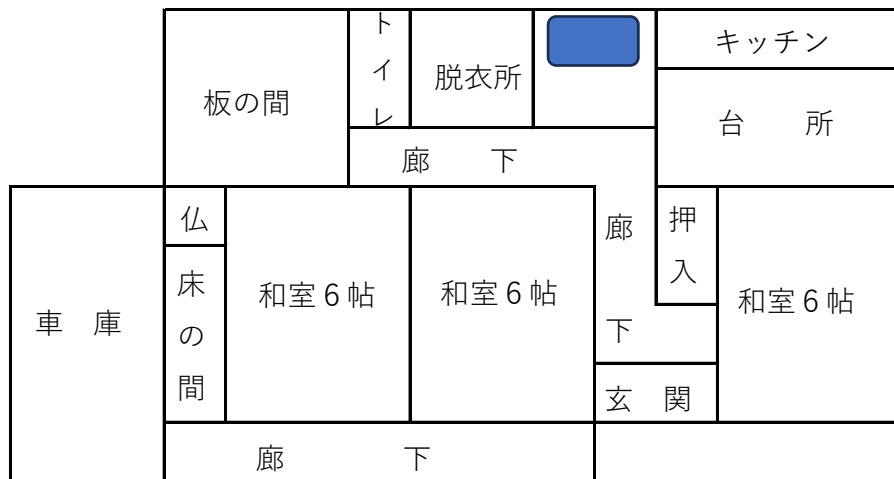 キッチン
トイレ
脱衣所
板の間
台　所
廊　下
仏
廊下
押入
床の間
和室６帖
和室６帖
和室６帖
車　庫
玄　関
廊　下